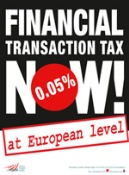 FINANCIAL
TRANSACTION TAX
NOW!
0.05%
at European level